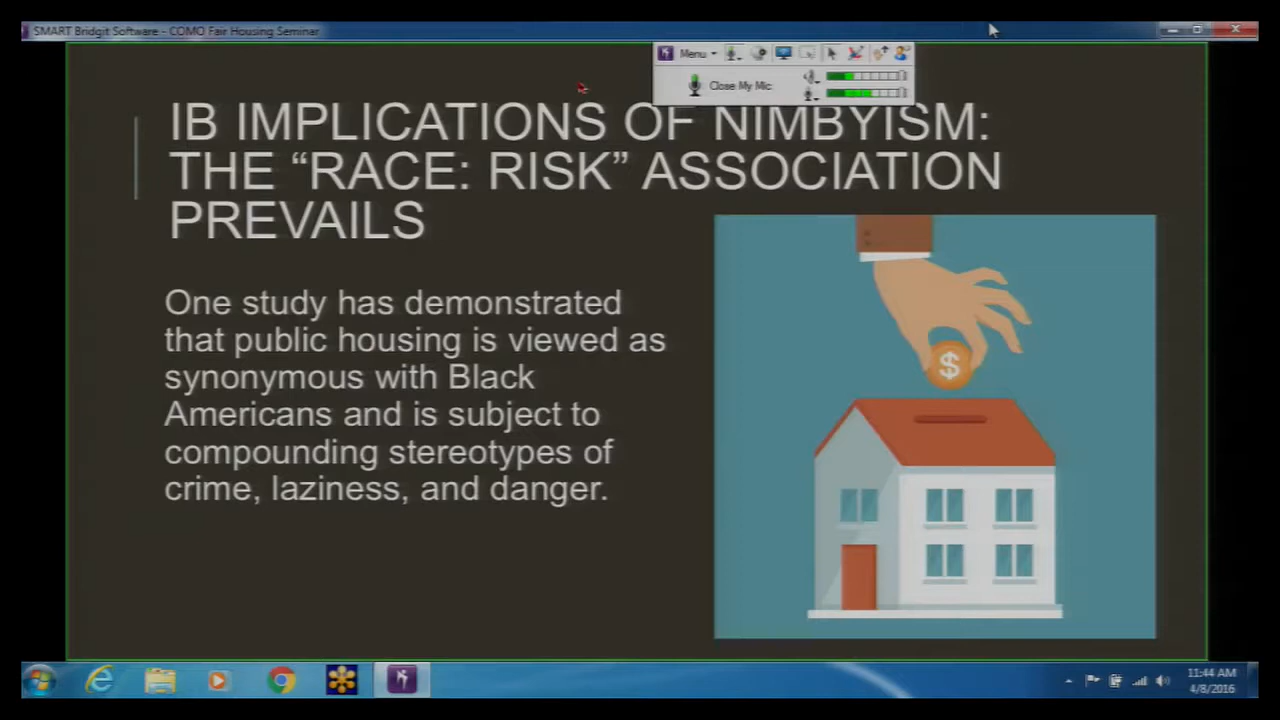 SMART Bridgit Software - COMO Fair Housing Seminar
Menu
Close My Mic
IB IMPLICATIONS OF NIMBYISM:
THE “RACE: RISK” ASSOCIATION
PREVAILS
One study has demonstrated
that public housing is viewed as
synonymous with Black
Americans and is subject to
compounding stereotypes of
crime, laziness, and danger.
$
11:44 AM
4/8/2016